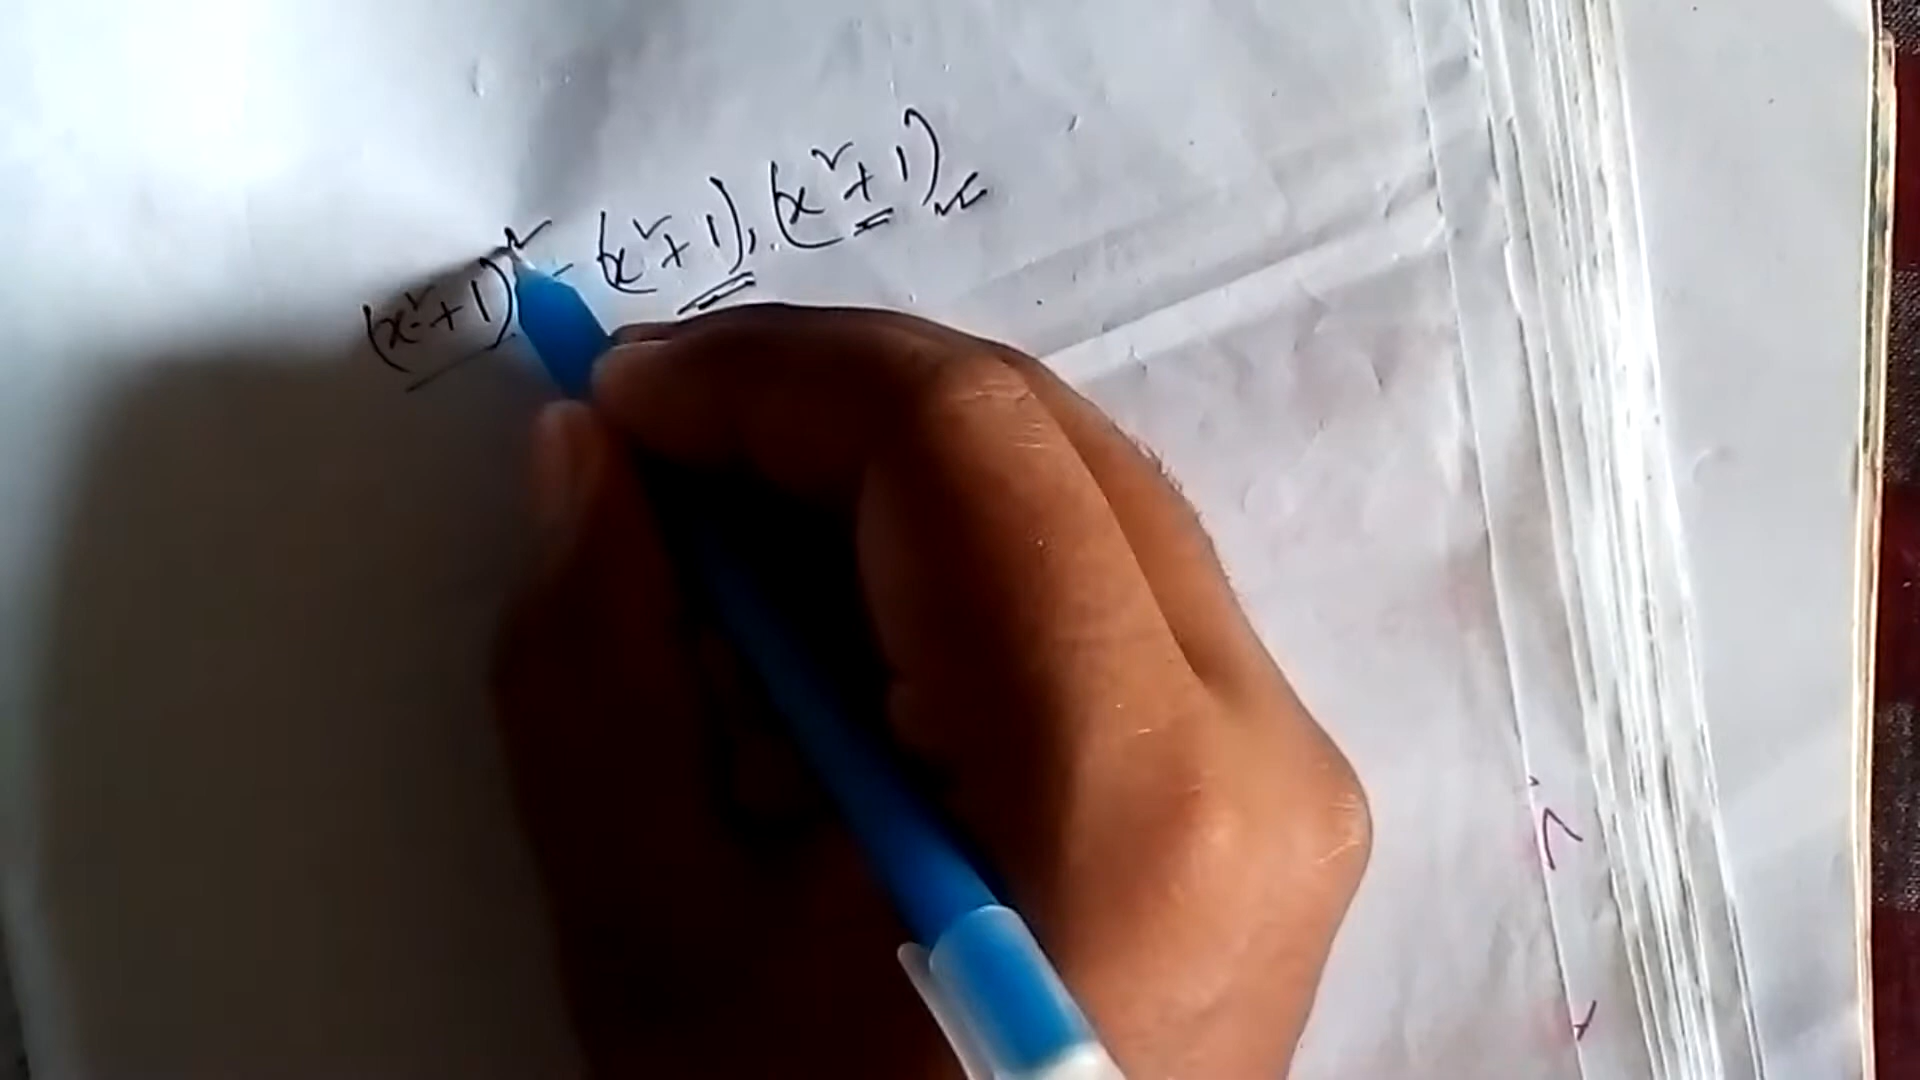 (x²+1)² = (x²+1), (x²+1)